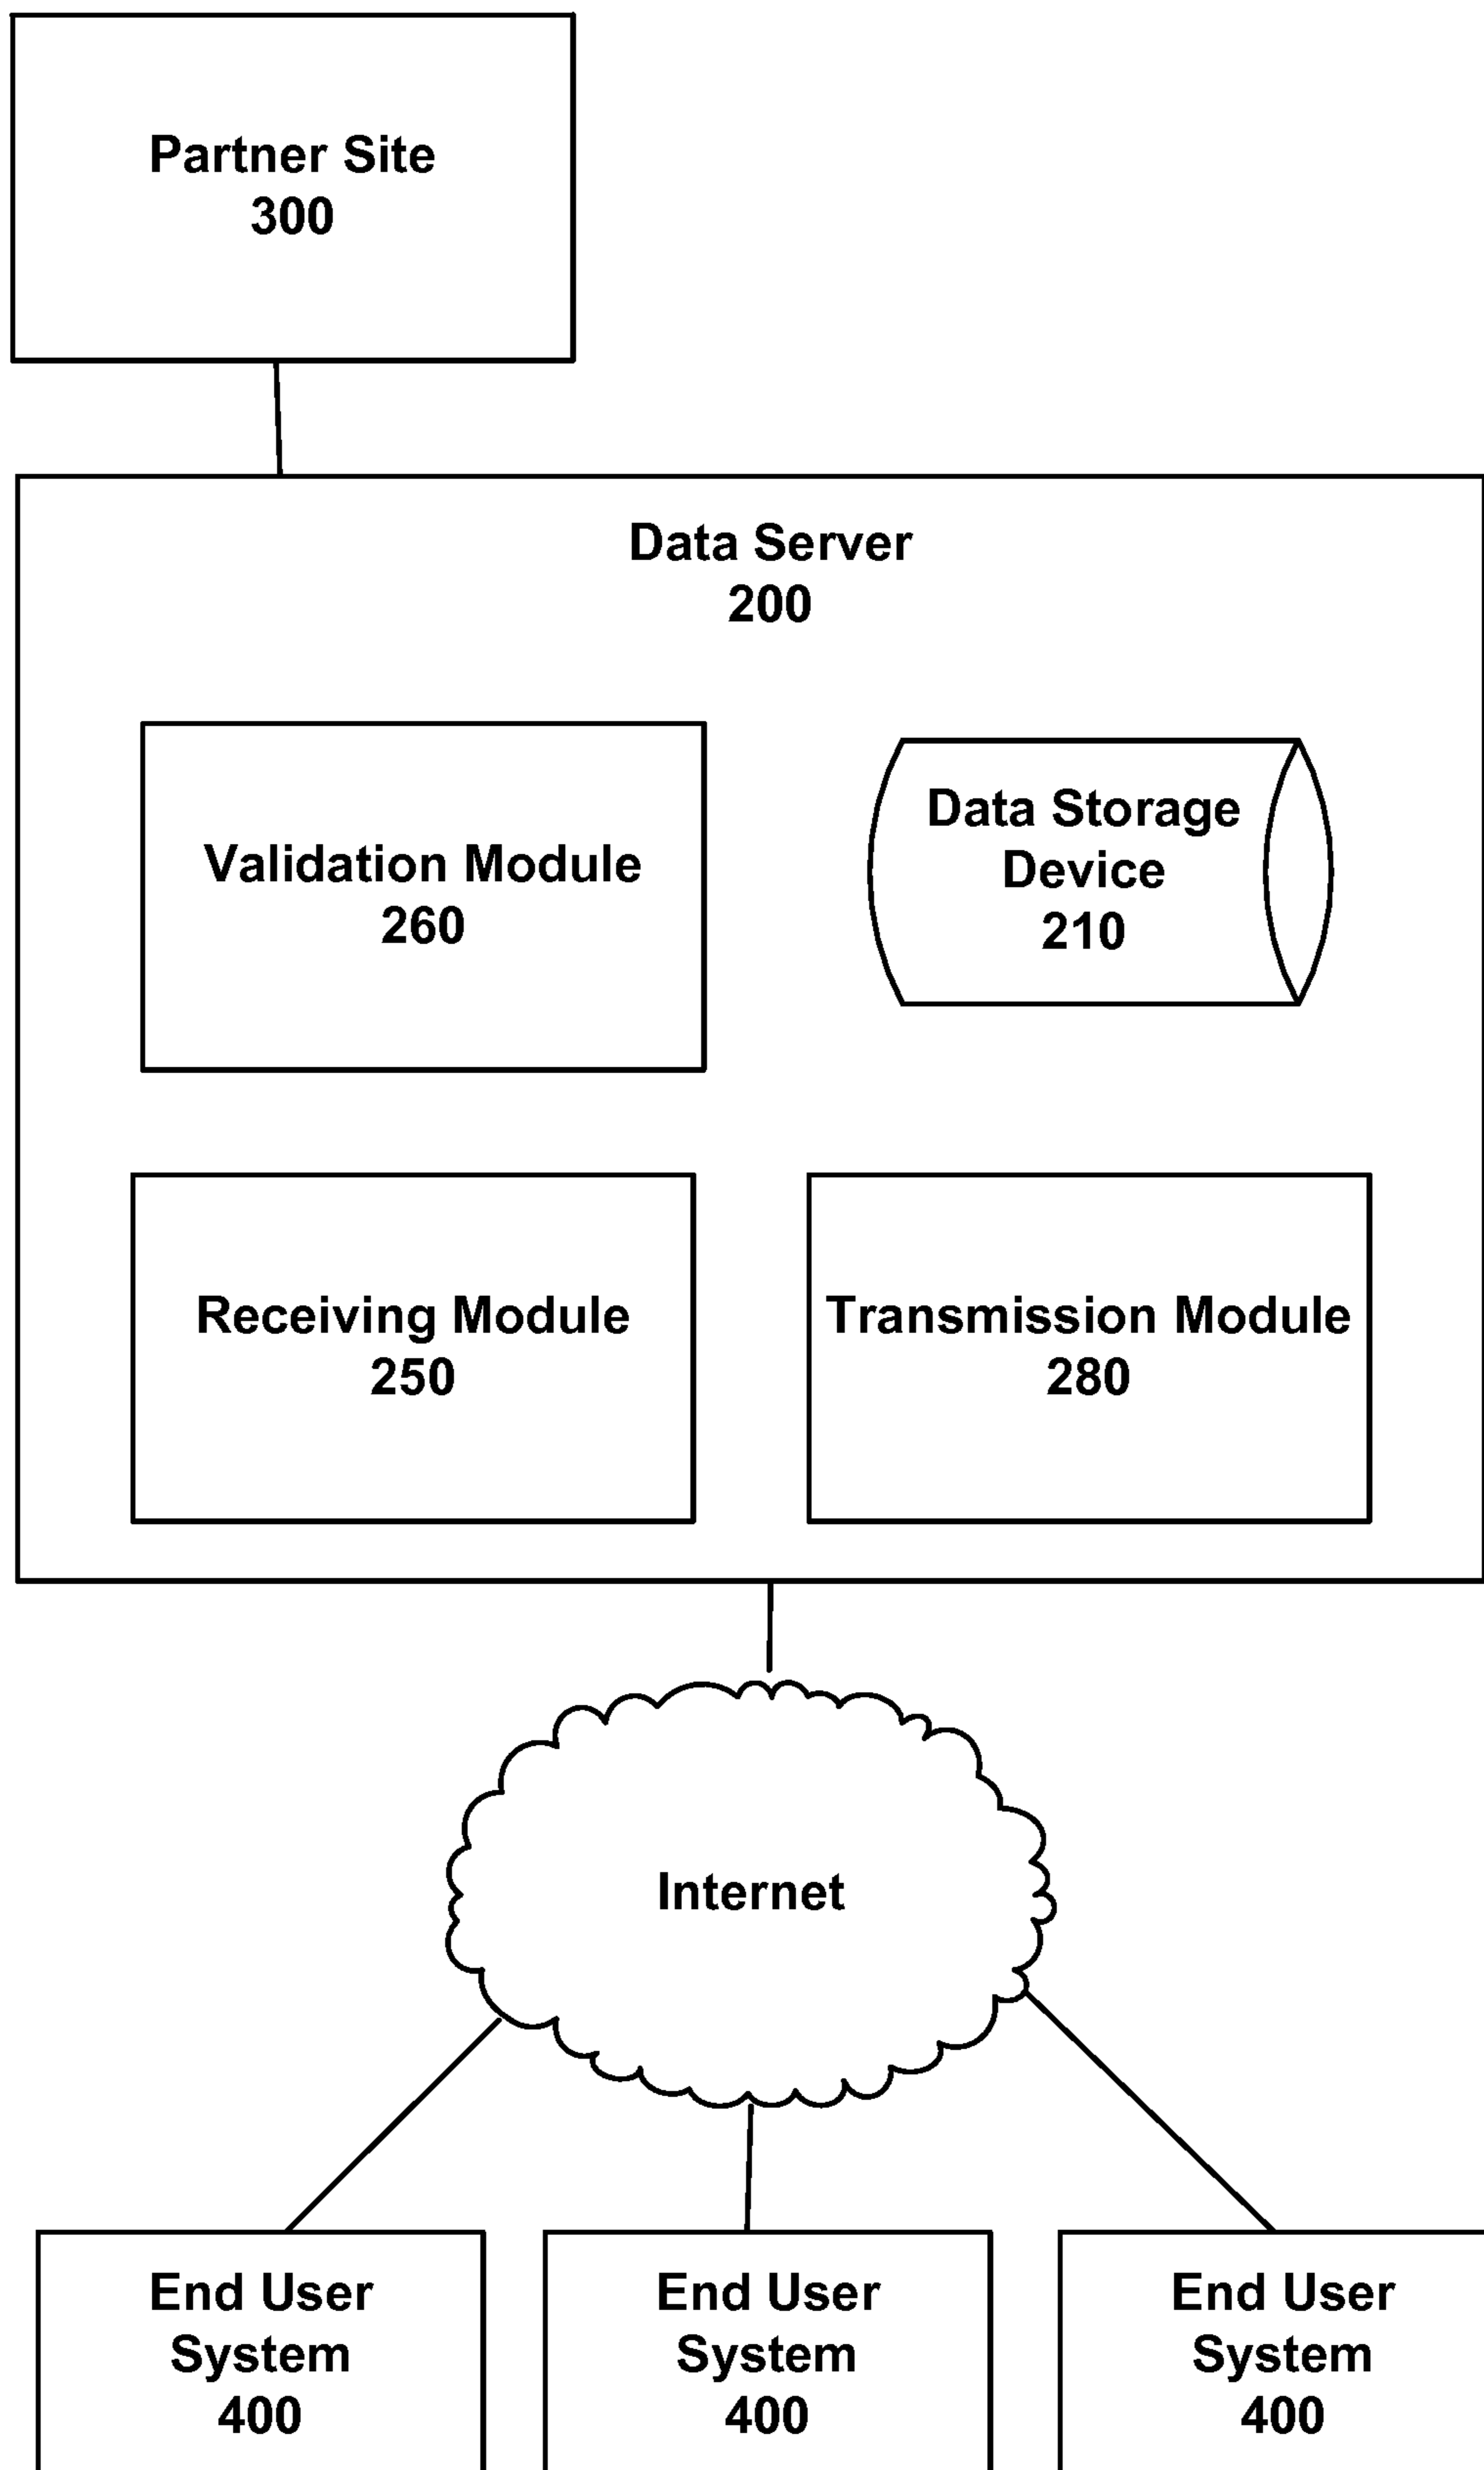 Partner Site
300
Data Server
200
Validation Module
260
Data Storage
Device
210
Receiving Module
250
Transmission Module
280
Internet
End User
System
400
End User
System
400
End User
System
400